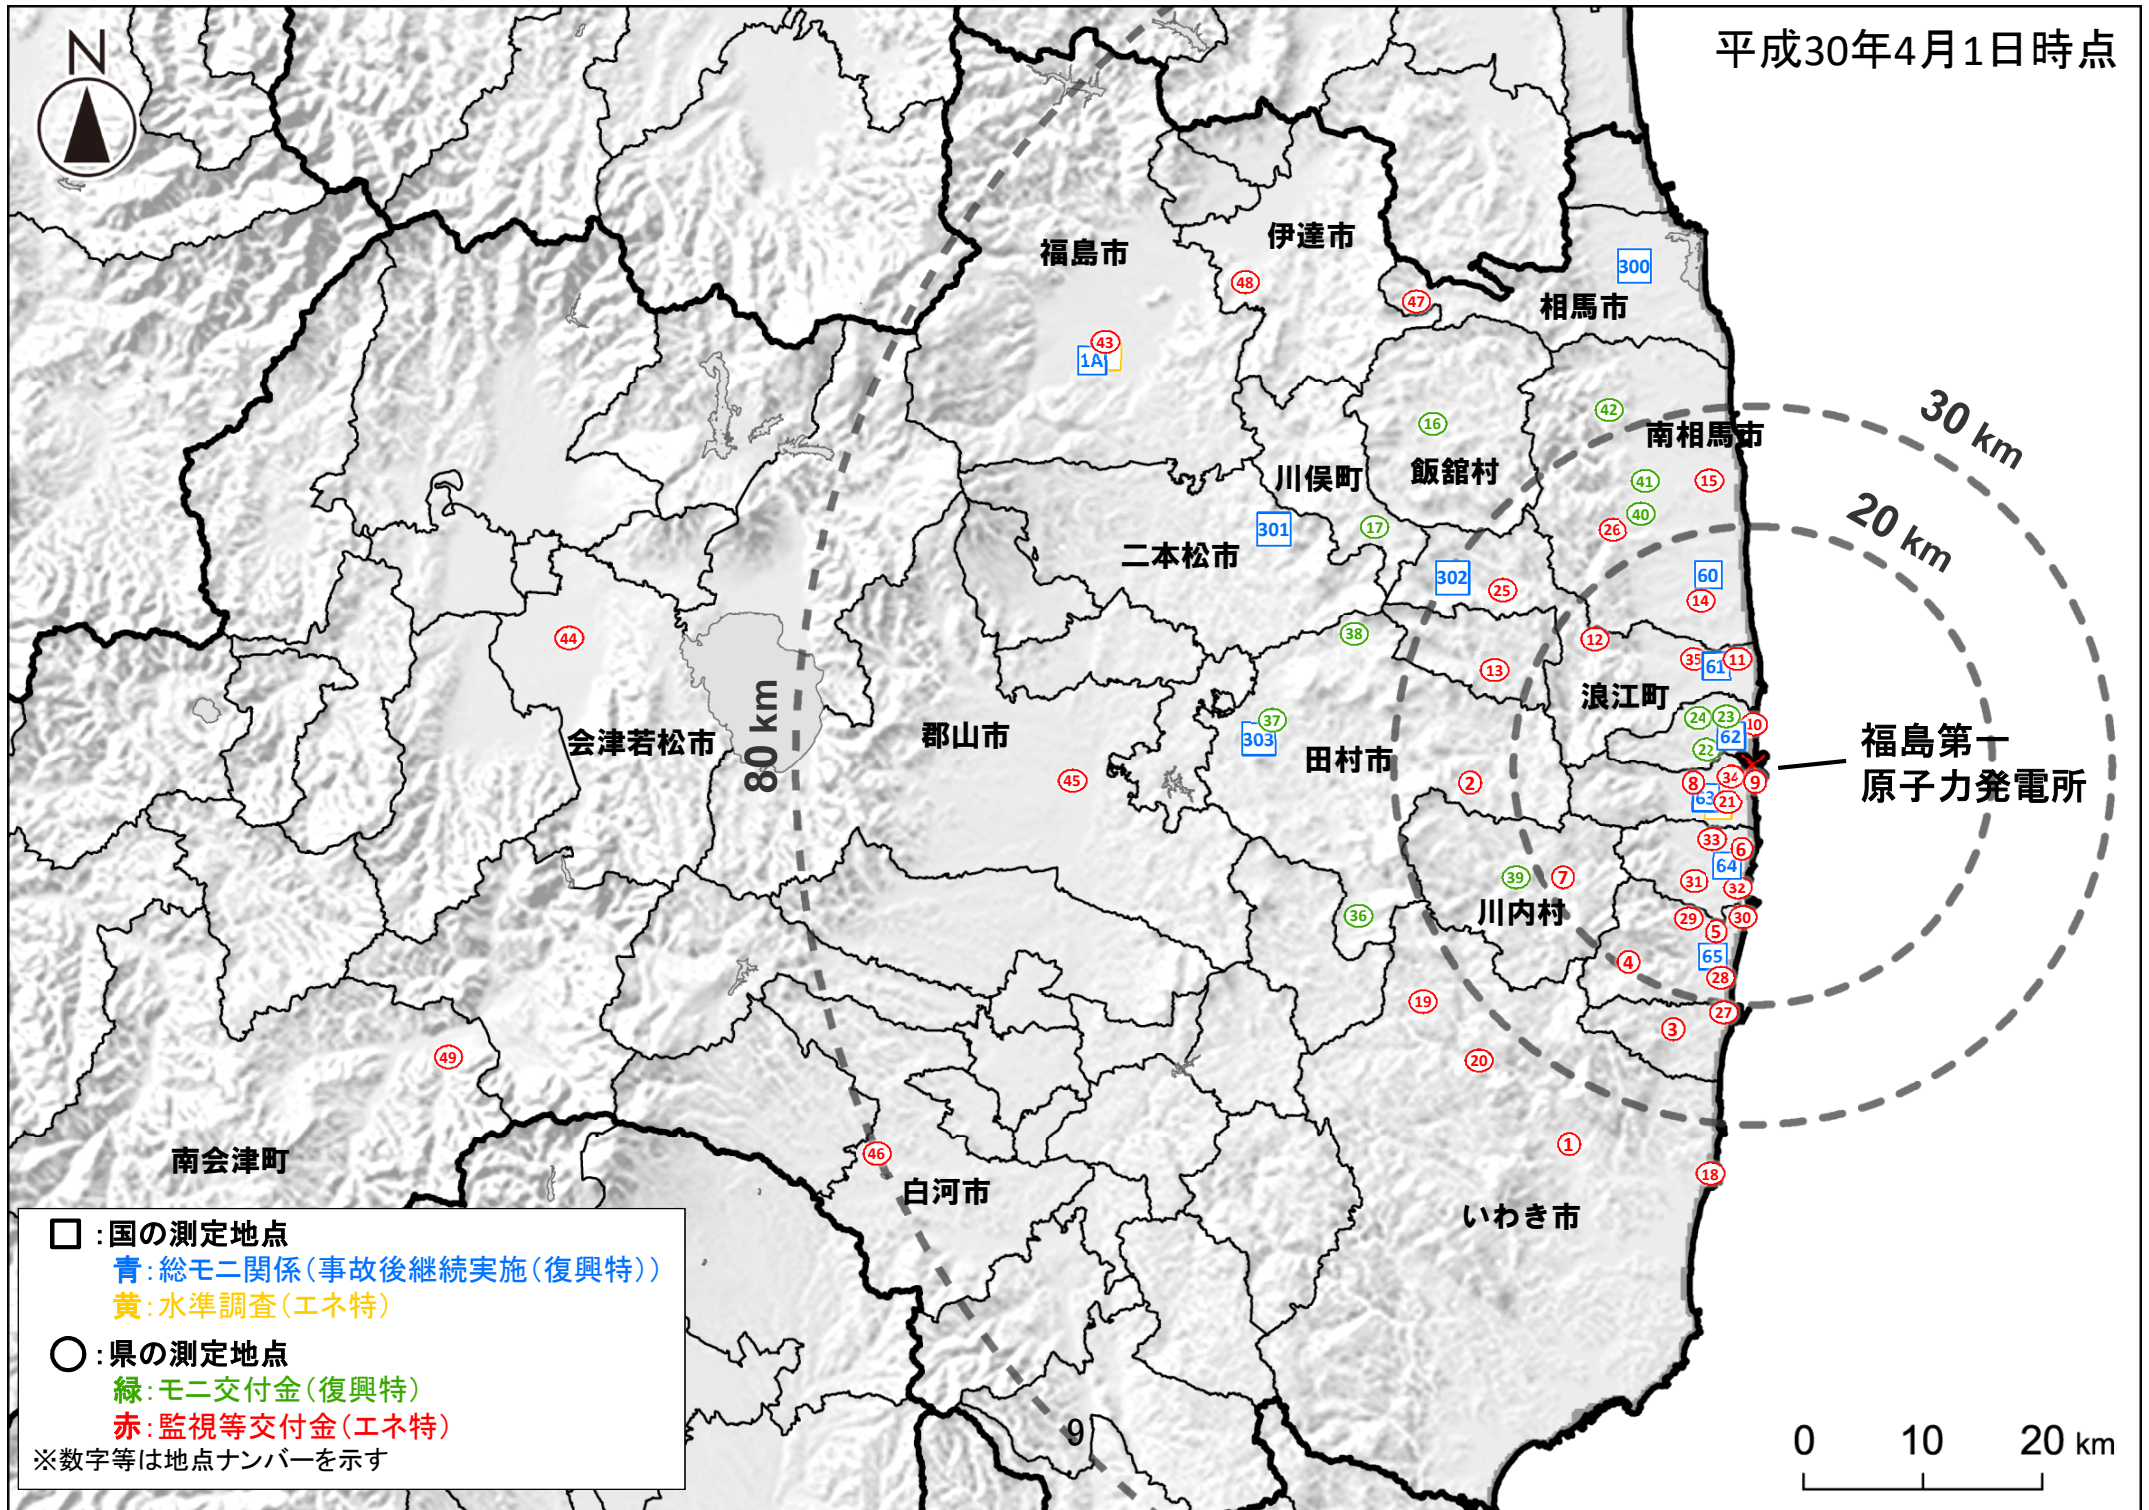 平成30年4月1日時点
N
伊達市
福島市
300
48
47
相馬市
43
1A
30 km
42
16
南相馬市
飯舘村
川俣町
41
15
20 km
40
17
26
301
二本松市
302
60
25
14
44
38
12
13
35
61
11
浪江町
24
23
10
37
62
303
22
会津若松市
80 km
郡山市
田村市
福島第一
原子力発電所
45
2
8
34
9
63
21
33
6
64
39
7
31
32
川内村
36
29
30
5
65
4
28
19
27
3
49
20
1
46
18
南会津町
白河市
いわき市
□:国の測定地点
青:総モニ関係(事故後継続実施(復興特))
黄:水準調査(エネ特)
○:県の測定地点
緑:モニ交付金(復興特)
赤:監視等交付金(エネ特)
※数字等は地点ナンバーを示す
9
0 10 20 km